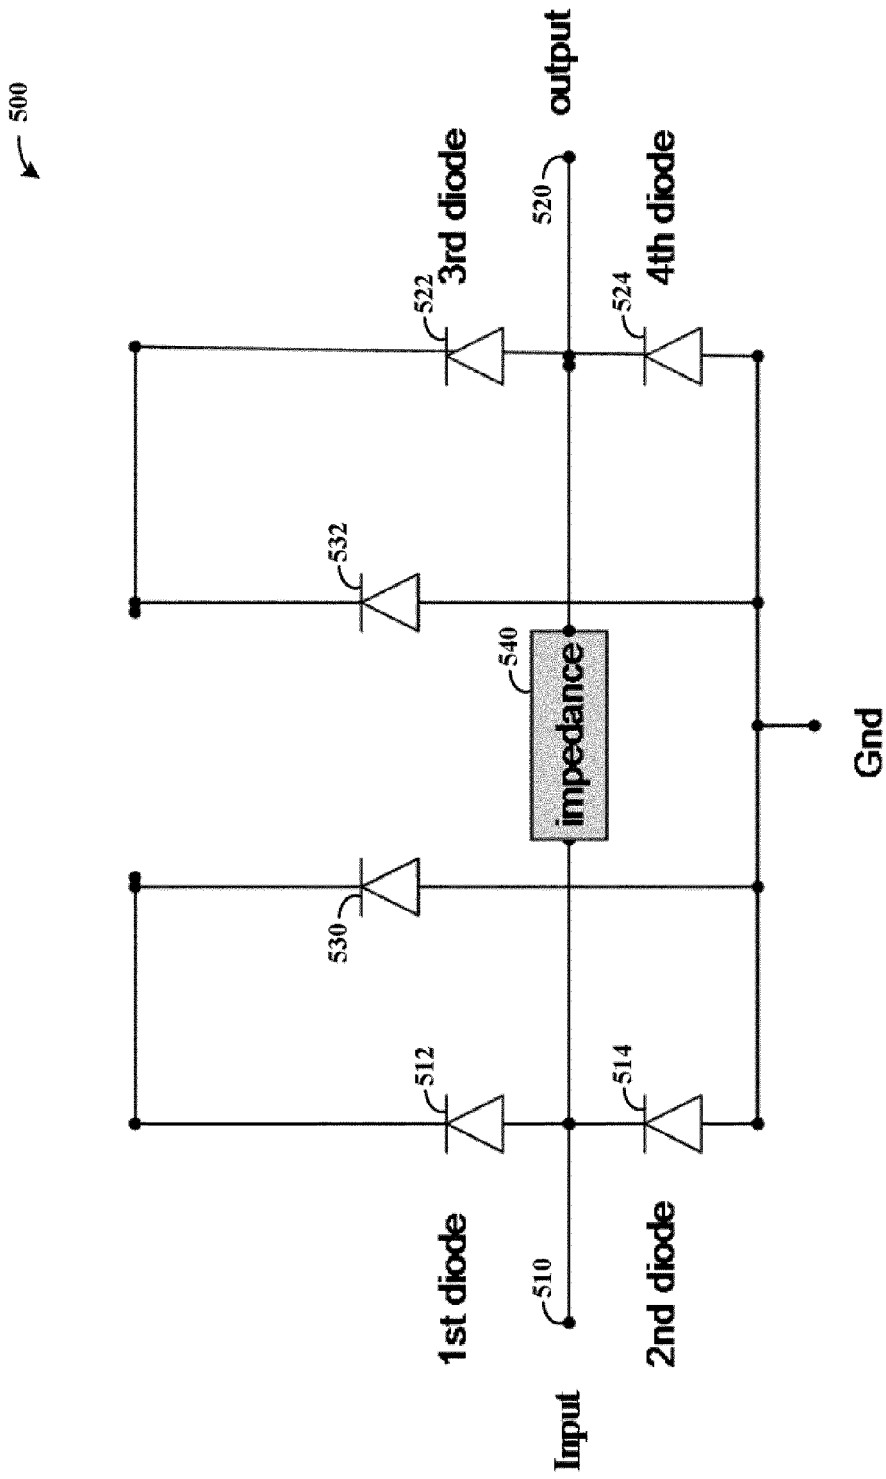 500
1st diode
512
530
532
522
3rd diode
Input
510
540
impedance
520
output
2nd diode
514
524
4th diode
Gnd